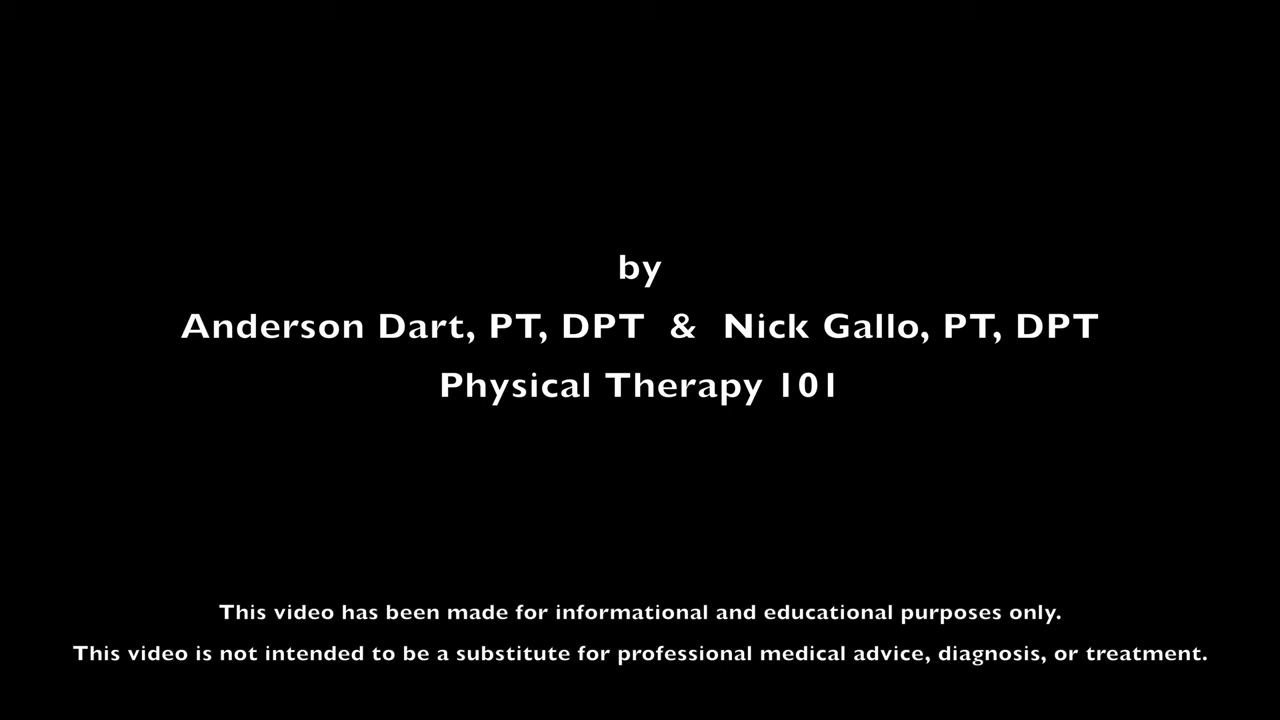 by
Anderson Dart, PT, DPT & Nick Gallo, PT, DPT
Physical Therapy 101
This video has been made for informational and educational purposes only.
This video is not intended to be a substitute for professional medical advice, diagnosis, or treatment.